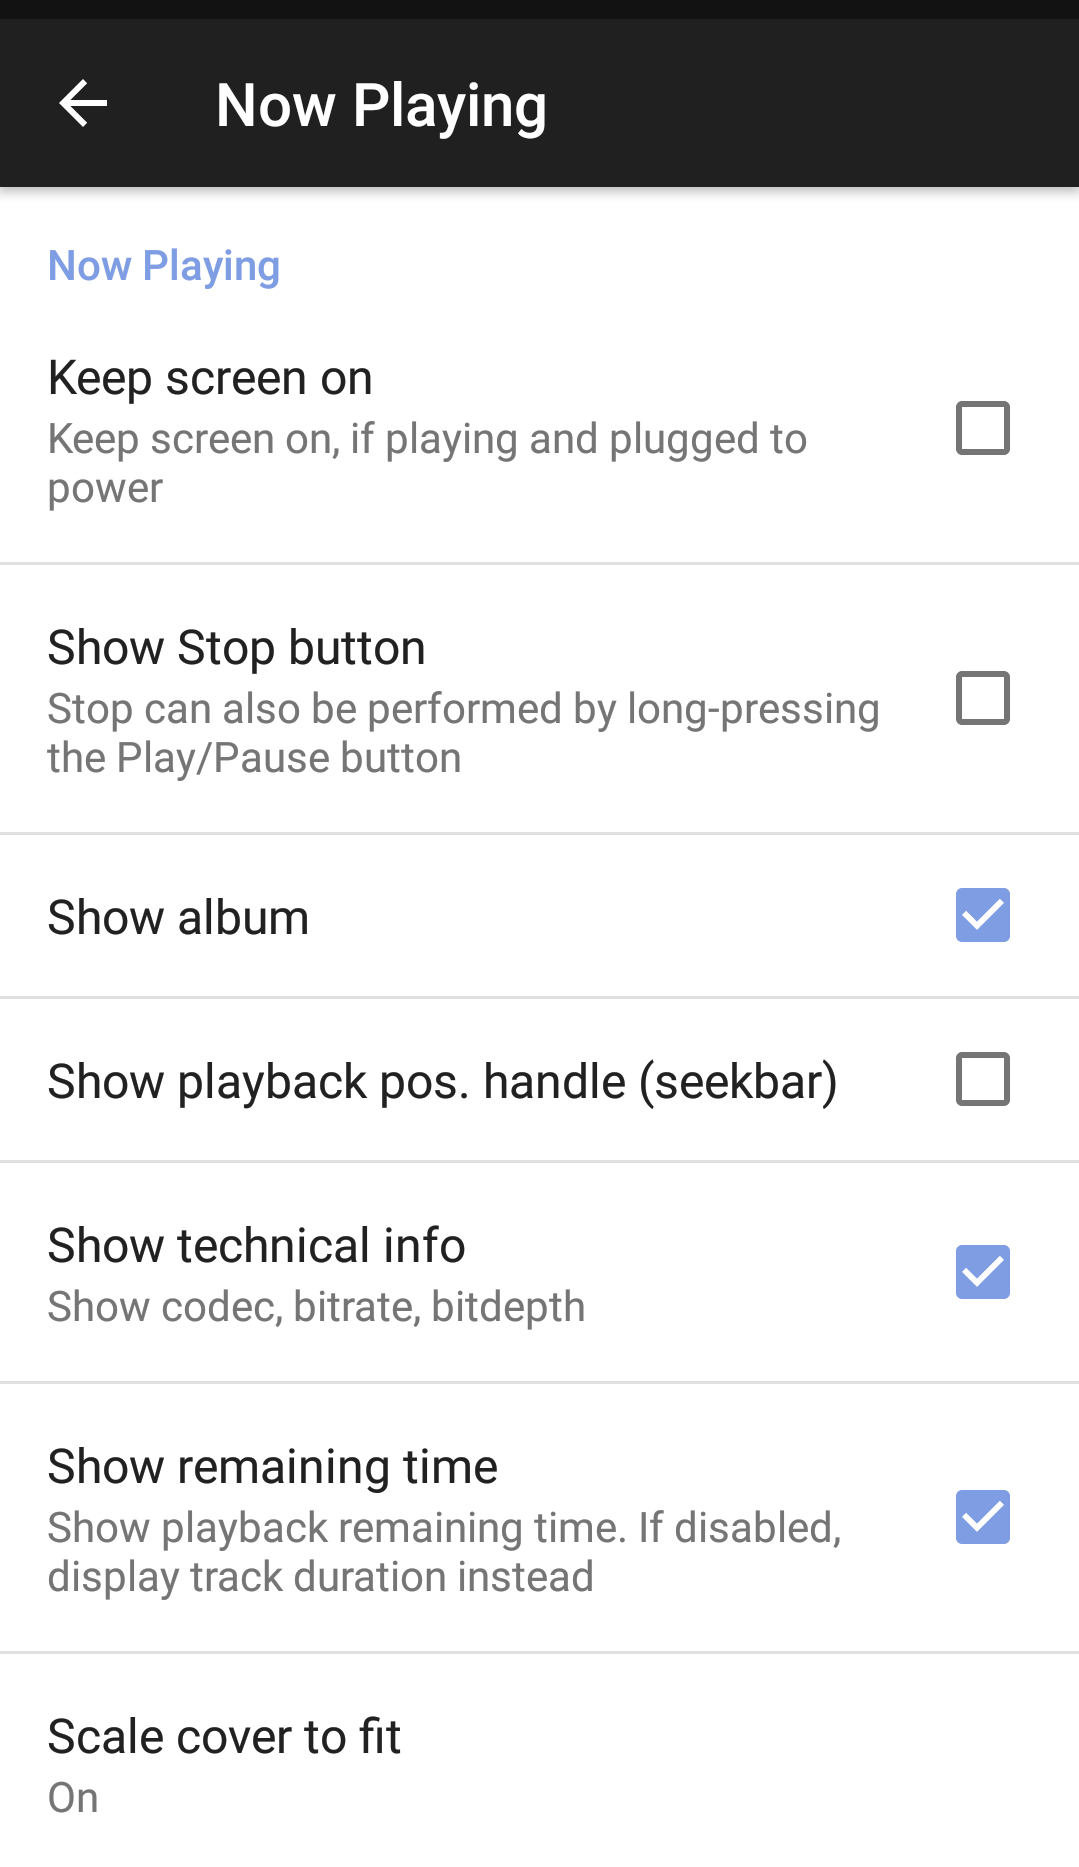 Now Playing
Now Playing
Keep screen on
Keep screen on, if playing and plugged to
power
Show Stop button
Stop can also be performed by long-pressing
the Play/Pause button
Show album
Show playback pos. handle (seekbar)
Show technical info
Show codec, bitrate, bitdepth
Show remaining time
Show playback remaining time. If disabled,
display track duration instead
Scale cover to fit
On